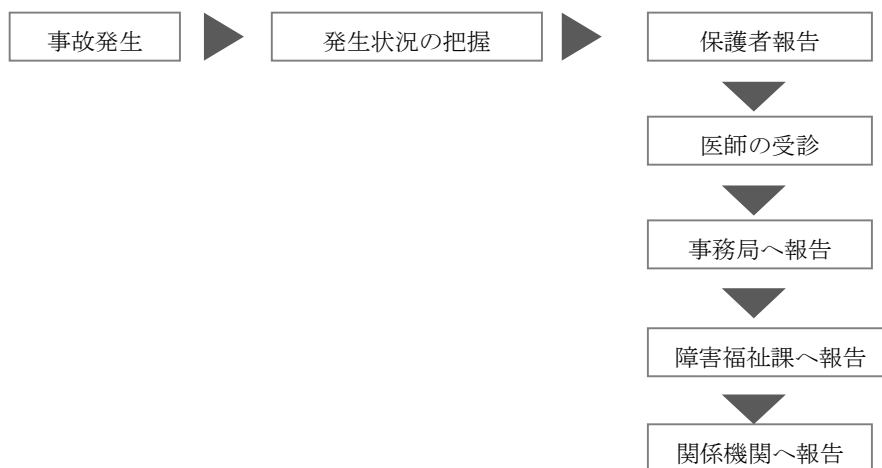 事故発生
発生状況の把握
保護者報告
医師の受診
事務局へ報告
障害福祉課へ報告
関係機関へ報告